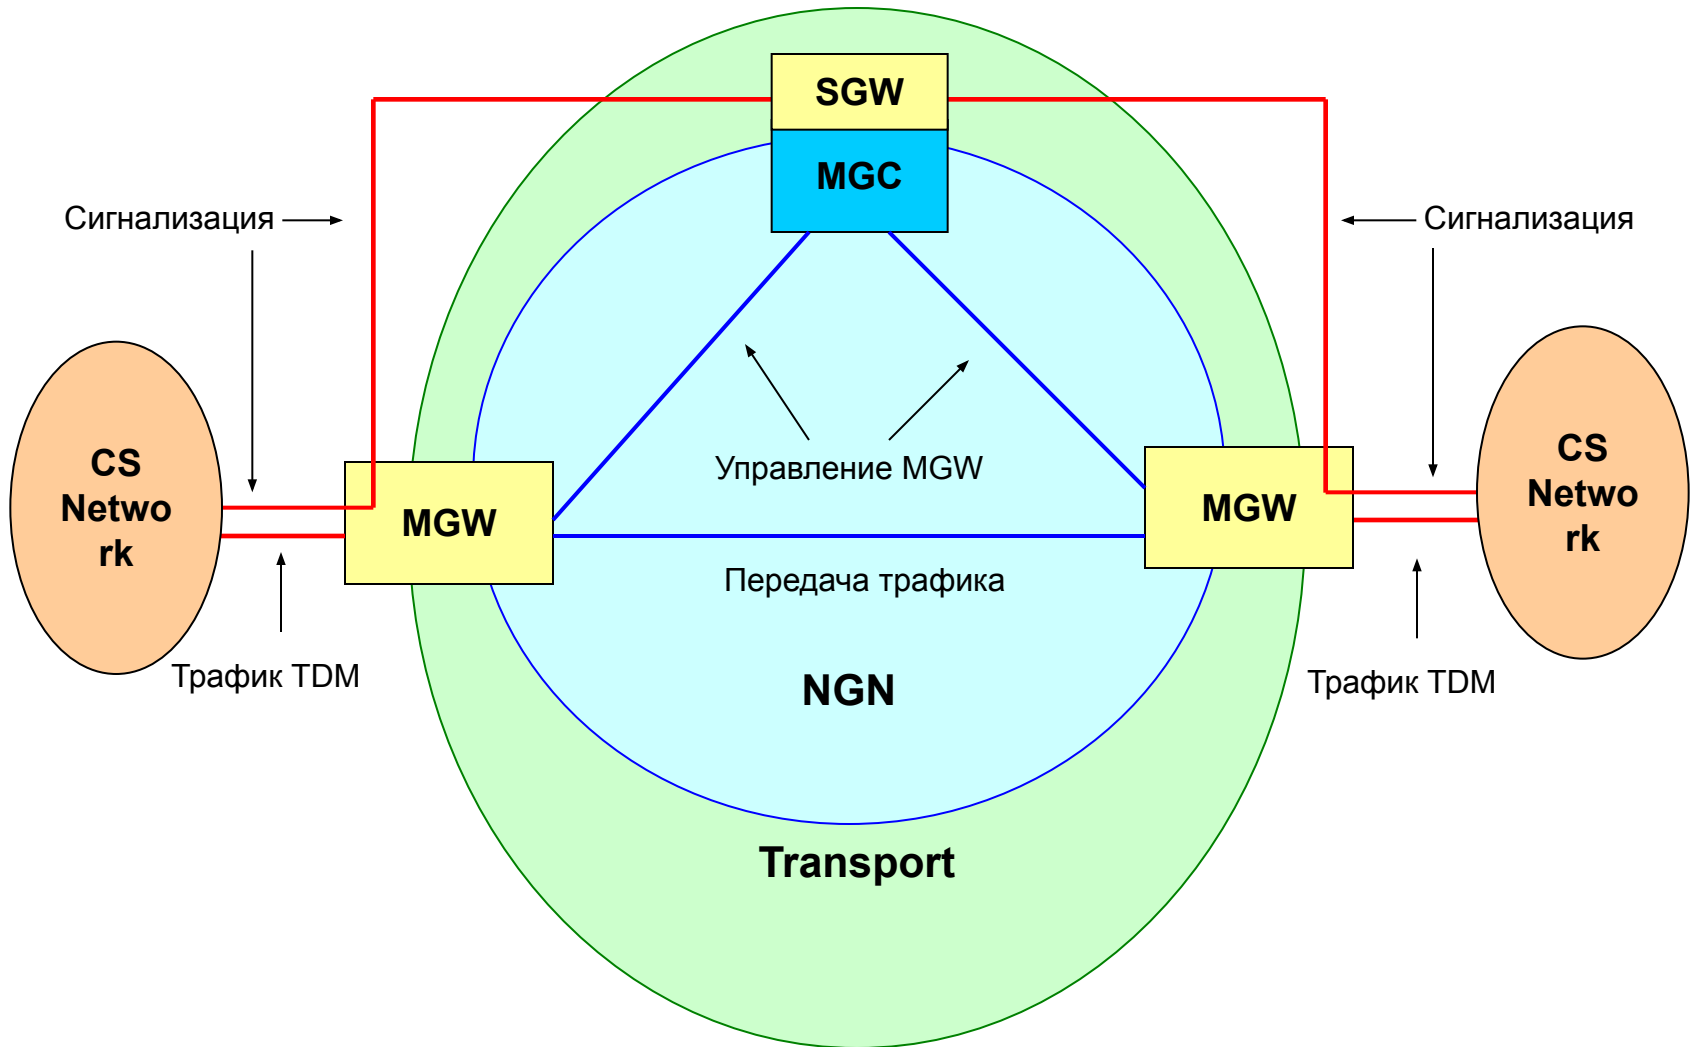 SGW
MGC
Сигнализация
Сигнализация
CS
Netwo
rk
MGW
Управление MGW
MGW
CS
Netwo
rk
Передача трафика
Трафик TDM
Трафик TDM
NGN
Transport